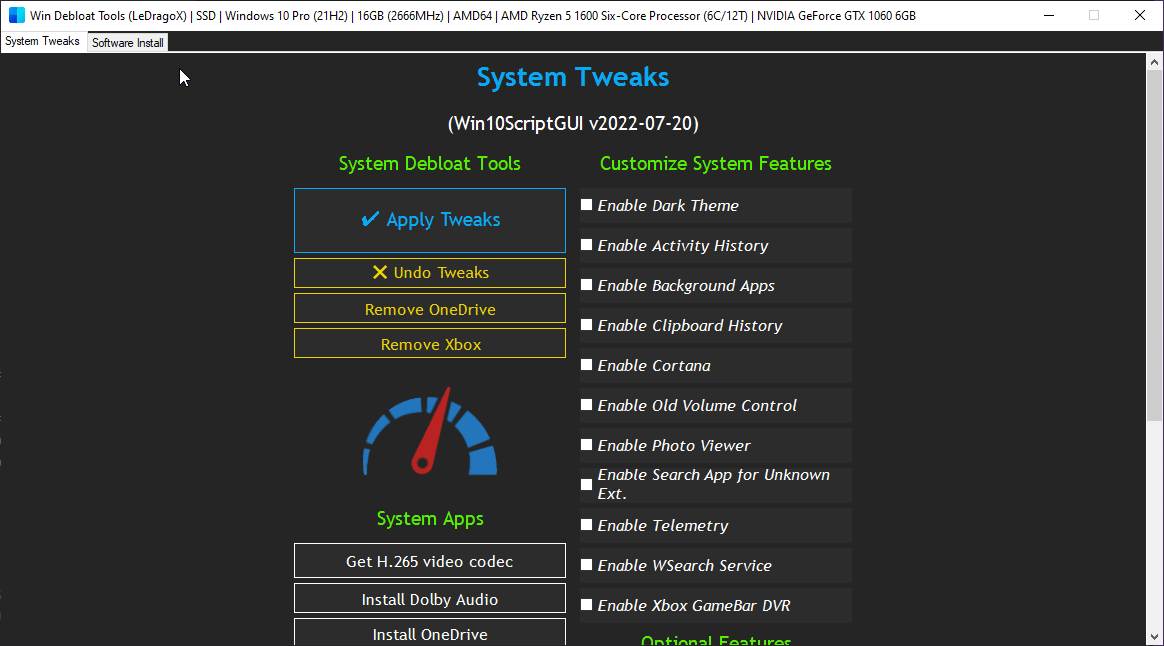 Win Debloat Tools (LeDragoX) | SSD | Windows 10 Pro (21H2) | 16GB (2666MHz) | AMD64 | AMD Ryzen 5 1600 Six-Core Processor (6C/12T) | NVIDIA GeForce GTX 1060 6GB
System Tweaks
Software Install
System Tweaks
(Win10ScriptGUI v2022-07-20)
System Debloat Tools
✔ Apply Tweaks
✕ Undo Tweaks
Remove OneDrive
Remove Xbox
System Apps
Get H.265 video codec
Install Dolby Audio
Install OneDrive
Customize System Features
Enable Dark Theme
Enable Activity History
Enable Background Apps
Enable Clipboard History
Enable Cortana
Enable Old Volume Control
Enable Photo Viewer
Enable Search App for Unknown
Ext.
Enable Telemetry
Enable WSearch Service
Enable Xbox GameBar DVR
Optional Features